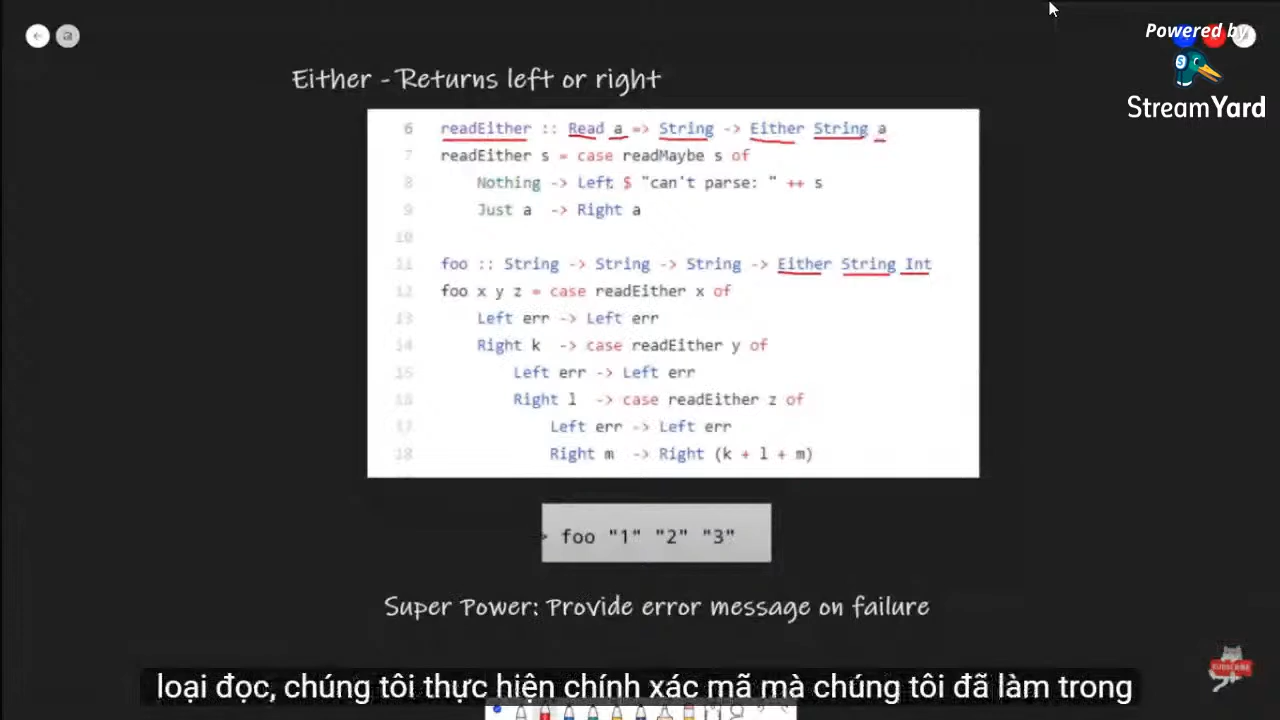 Powered by
StreamYard
Either - Returns left or right
6 readEither :: Read a => String -> Either String a
7 readEither s = case readMaybe s of
8 Nothing -> Left $ "can't parse: " ++ s
9 Just a -> Right a
10
11 foo :: String -> String -> String -> Either String Int
12 foo x y z = case readEither x of
13 Left err -> Left err
14 Right k -> case readEither y of
15 Left err -> Left err
16 Right l -> case readEither z of
17 Left err -> Left err
18 Right m -> Right (k + l + m)
> foo "1" "2" "3"
Super Power: Provide error message on failure
SUBSCRIBE
loại đọc, chúng tôi thực hiện chính xác mã mà chúng tôi đã làm trong